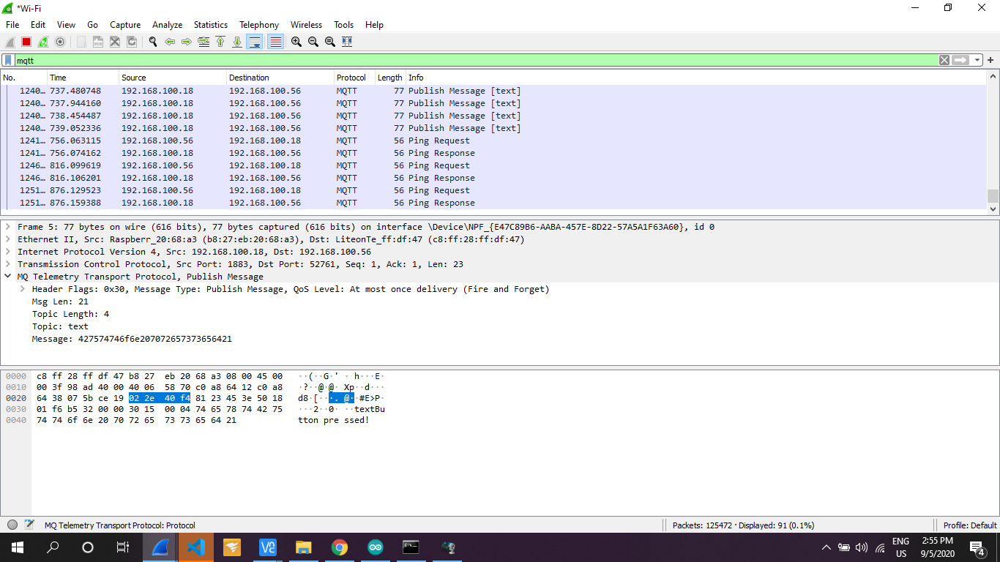 *Wi-Fi
File Edit View Go Capture Analyze Statistics Telephony Wireless Tools Help
mqtt
No. Time Source Destination Protocol Length Info
1240… 737.480748 192.168.100.18 192.168.100.56 MQTT 77 Publish Message [text]
1240… 737.944160 192.168.100.18 192.168.100.56 MQTT 77 Publish Message [text]
1240… 738.454487 192.168.100.18 192.168.100.56 MQTT 77 Publish Message [text]
1240… 739.052336 192.168.100.18 192.168.100.56 MQTT 77 Publish Message [text]
1241… 756.063115 192.168.100.56 192.168.100.18 MQTT 56 Ping Request
1241… 756.074162 192.168.100.18 192.168.100.56 MQTT 56 Ping Response
1246… 816.099619 192.168.100.56 192.168.100.18 MQTT 56 Ping Request
1246… 816.106201 192.168.100.18 192.168.100.56 MQTT 56 Ping Response
1251… 876.129523 192.168.100.56 192.168.100.18 MQTT 56 Ping Request
1251… 876.159388 192.168.100.18 192.168.100.56 MQTT 56 Ping Response
Frame 5: 77 bytes on wire (616 bits), 77 bytes captured (616 bits) on interface \Device\NPF_{E47C89B6-AABA-457E-8D22-57A5A1F63A60}, id 0
Ethernet II, Src: Raspberr_20:68:a3 (b8:27:eb:20:68:a3), Dst: LiteonTe_ff:df:47 (c8:ff:28:ff:df:47)
Internet Protocol Version 4, Src: 192.168.100.18, Dst: 192.168.100.56
Transmission Control Protocol, Src Port: 1883, Dst Port: 52761, Seq: 1, Ack: 1, Len: 23
MQ Telemetry Transport Protocol, Publish Message
Header Flags: 0x30, Message Type: Publish Message, QoS Level: At most once delivery (Fire and Forget)
Msg Len: 21
Topic Length: 4
Topic: text
Message: 427574746f6e207072657373656421
0000 c8 ff 28 ff df 47 b8 27 eb 20 68 a3 08 00 45 00 ··(··G·' · h···E·
0010 00 3f 98 ad 40 00 40 06 58 70 c0 a8 64 12 c0 a8 ·?··@·@· Xp··d···
0020 64 38 07 5b ce 19 02 2e 40 f4 81 23 45 3e 50 18 d8·[···. @··#E>P·
0030 01 f6 b5 32 00 00 30 15 00 04 74 65 78 74 42 75 ···2··0· ··textBu
0040 74 74 6f 6e 20 70 72 65 73 73 65 64 21 tton pre ssed!
MQ Telemetry Transport Protocol: Protocol
Packets: 125472 · Displayed: 91 (0.1%)
Profile: Default
ENG
US
2:55 PM
9/5/2020
4